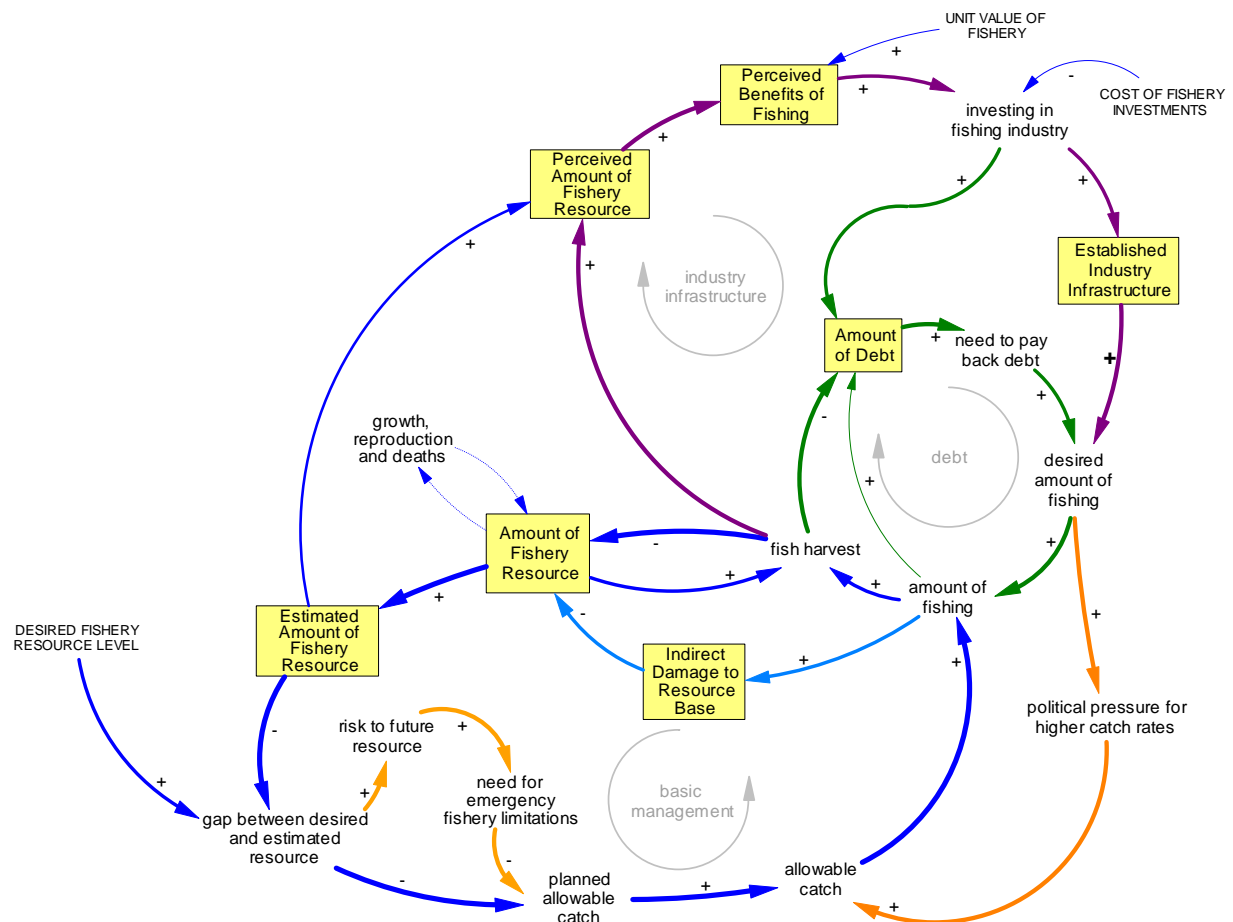 UNIT VALUE OF
FISHERY
+
Perceived
Benefits of
Fishing
+
-
COST OF FISHERY
INVESTMENTS
investing in
fishing industry
+
Perceived
Amount of
Fishery
Resource
+
+
+
+
industry
infrastructure
Established
Industry
Infrastructure
Amount
of Debt
+
need to pay
back debt
+
+
-
growth,
reproduction
and deaths
debt
+
desired
amount of
fishing
Amount of
Fishery
Resource
-
fish harvest
+
+
+
amount of
fishing
+
Estimated
Amount of
Fishery
Resource
-
+
DESIRED FISHERY
RESOURCE LEVEL
Indirect
Damage to
Resource
Base
+
+
political pressure for
higher catch rates
-
risk to future
resource
+
+
+
need for
emergency
fishery limitations
basic
management
gap between desired
and estimated
resource
-
-
planned
allowable
catch
+
allowable
catch
+